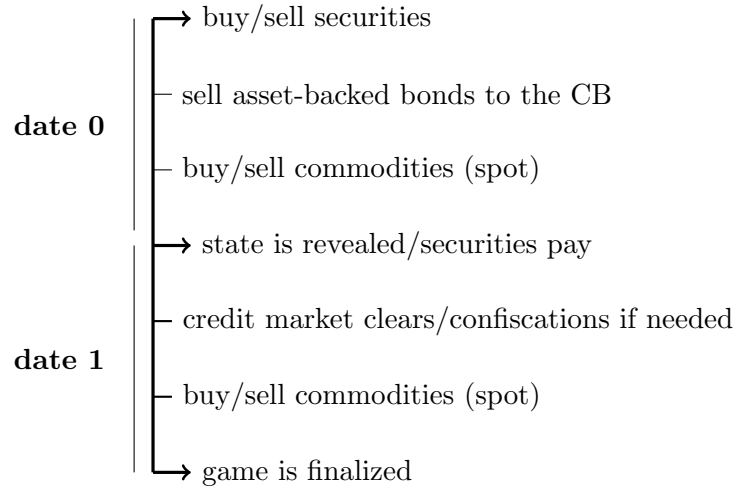 buy/sell securities
sell asset-backed bonds to the CB
date 0
buy/sell commodities (spot)
state is revealed/securities pay
credit market clears/confiscations if needed
date 1
buy/sell commodities (spot)
game is finalized